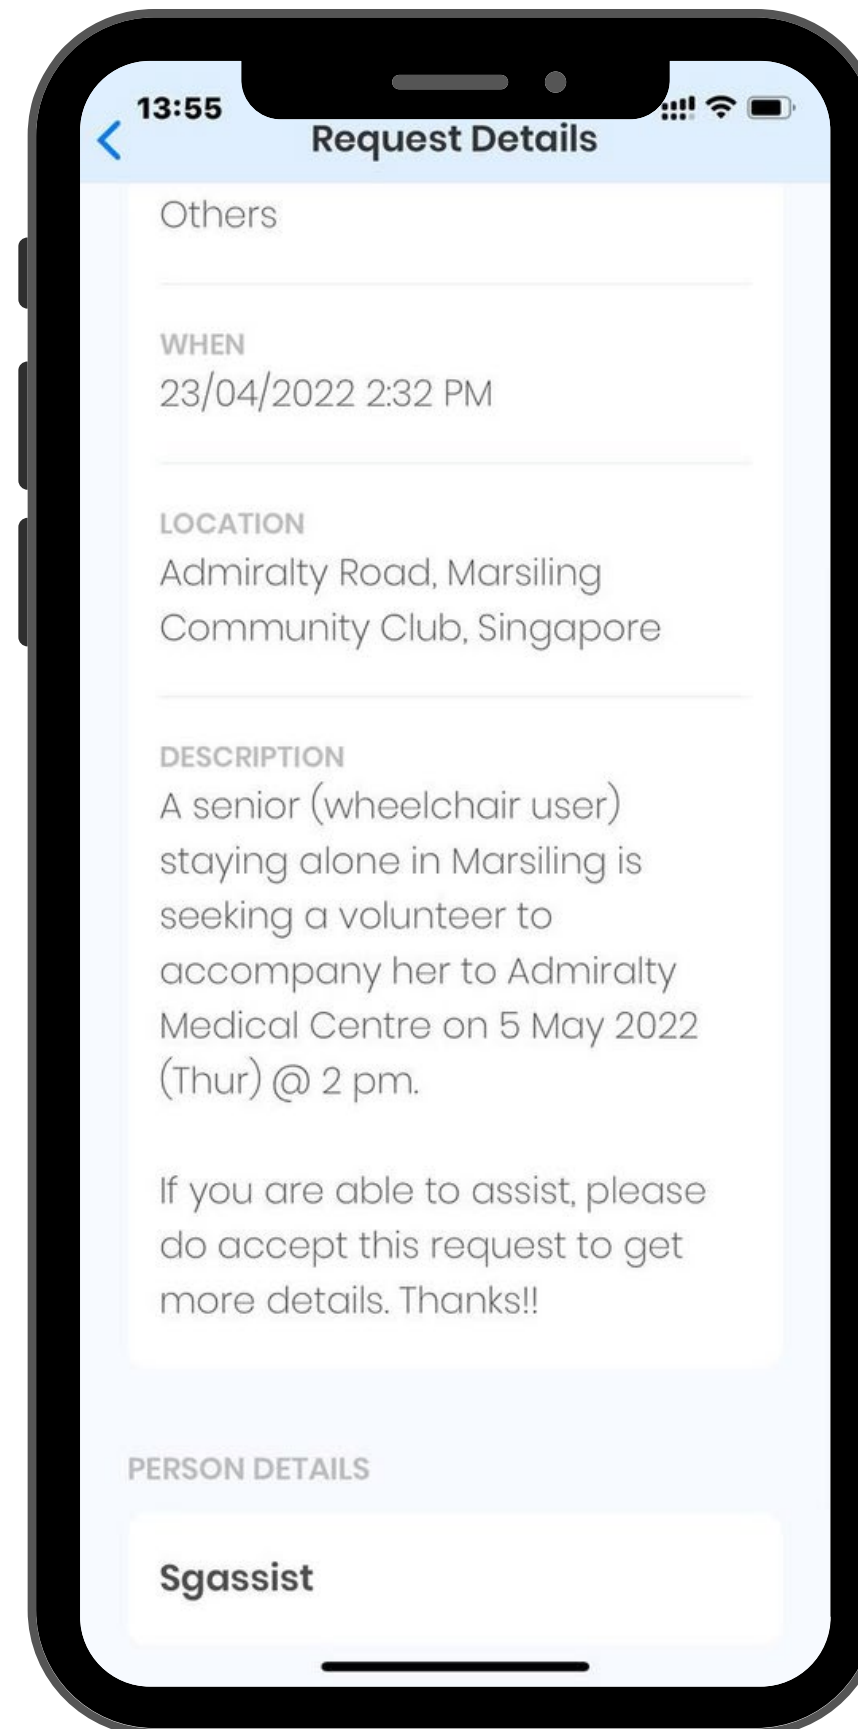 13:55
Request Details
Others
WHEN
23/04/2022 2:32 PM
LOCATION
Admiralty Road, Marsiling
Community Club, Singapore
DESCRIPTION
A senior (wheelchair user)
staying alone in Marsiling is
seeking a volunteer to
accompany her to Admiralty
Medical Centre on 5 May 2022
(Thur) @ 2 pm.
If you are able to assist, please
do accept this request to get
more details. Thanks!!
PERSON DETAILS
Sgassist